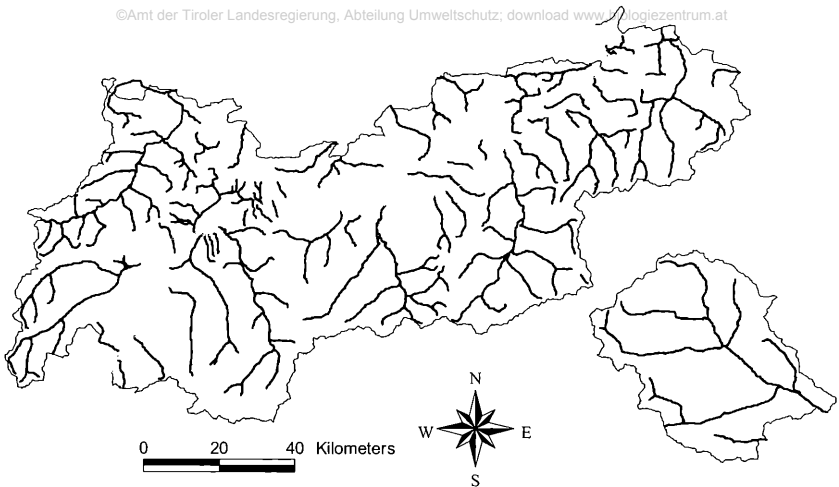 ©Amt der Tiroler Landesregierung, Abteilung Umweltschutz; download www.biologiezentrum.at
N
W E
S
0 20 40 Kilometers